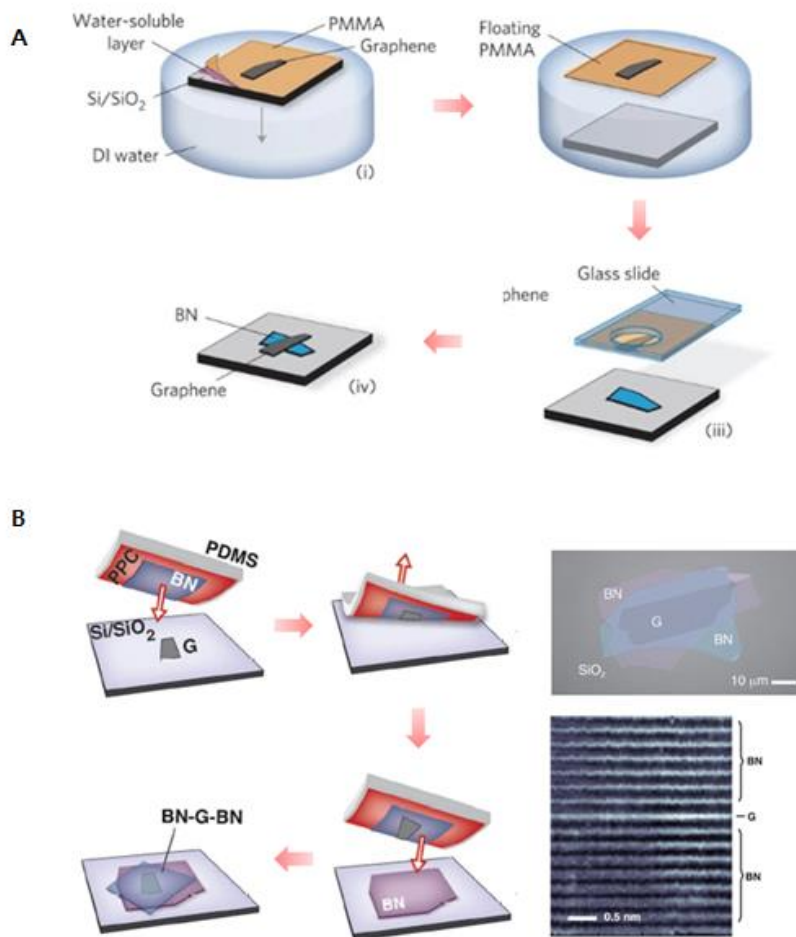 A
Water-soluble
layer
PMMA
Graphene
Si/SiO₂
DI water
(i)
Floating
PMMA
Glass slide
phene
(iii)
BN
Graphene
(iv)
B
PPC
BN
PDMS
Si/SiO₂
G
BN
G
BN
SiO₂
10 μm
BN-G-BN
BN
BN
G
BN
0.5 nm